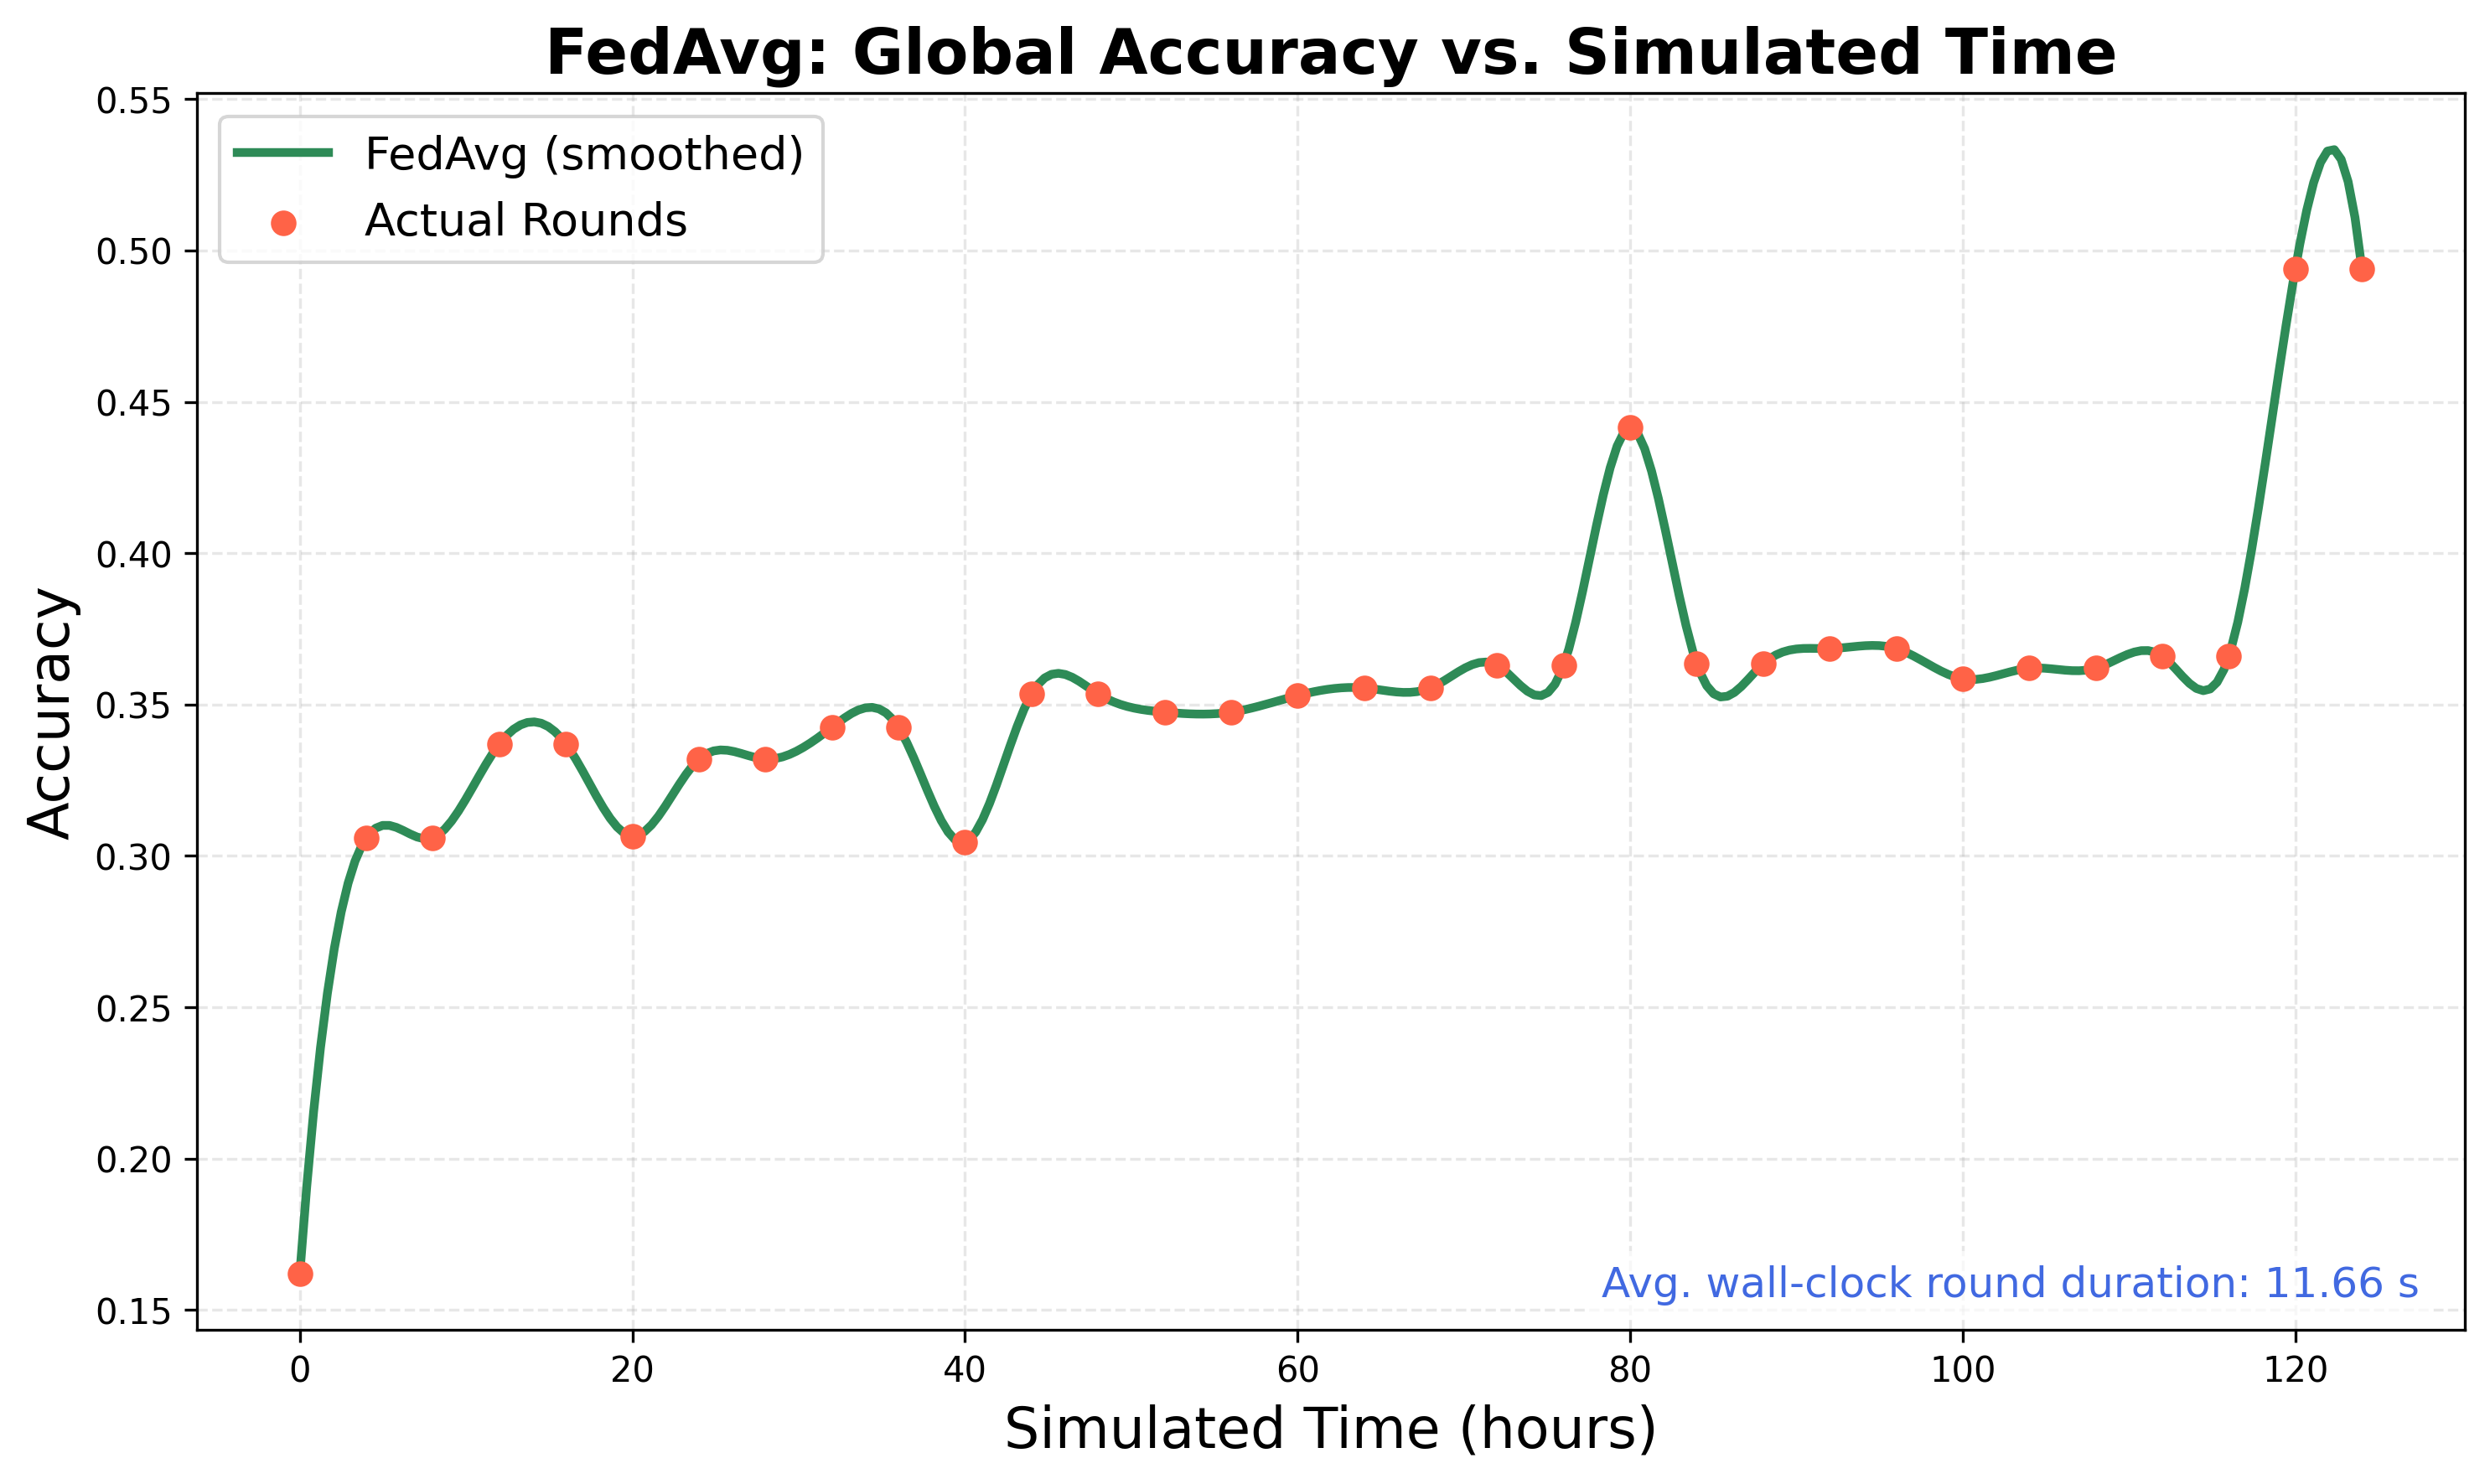 FedAvg: Global Accuracy vs. Simulated Time
FedAvg (smoothed)
Actual Rounds
Accuracy
0.55
0.50
0.45
0.40
0.35
0.30
0.25
0.20
0.15
Avg. wall-clock round duration: 11.66 s
0 20 40 60 80 100 120
Simulated Time (hours)